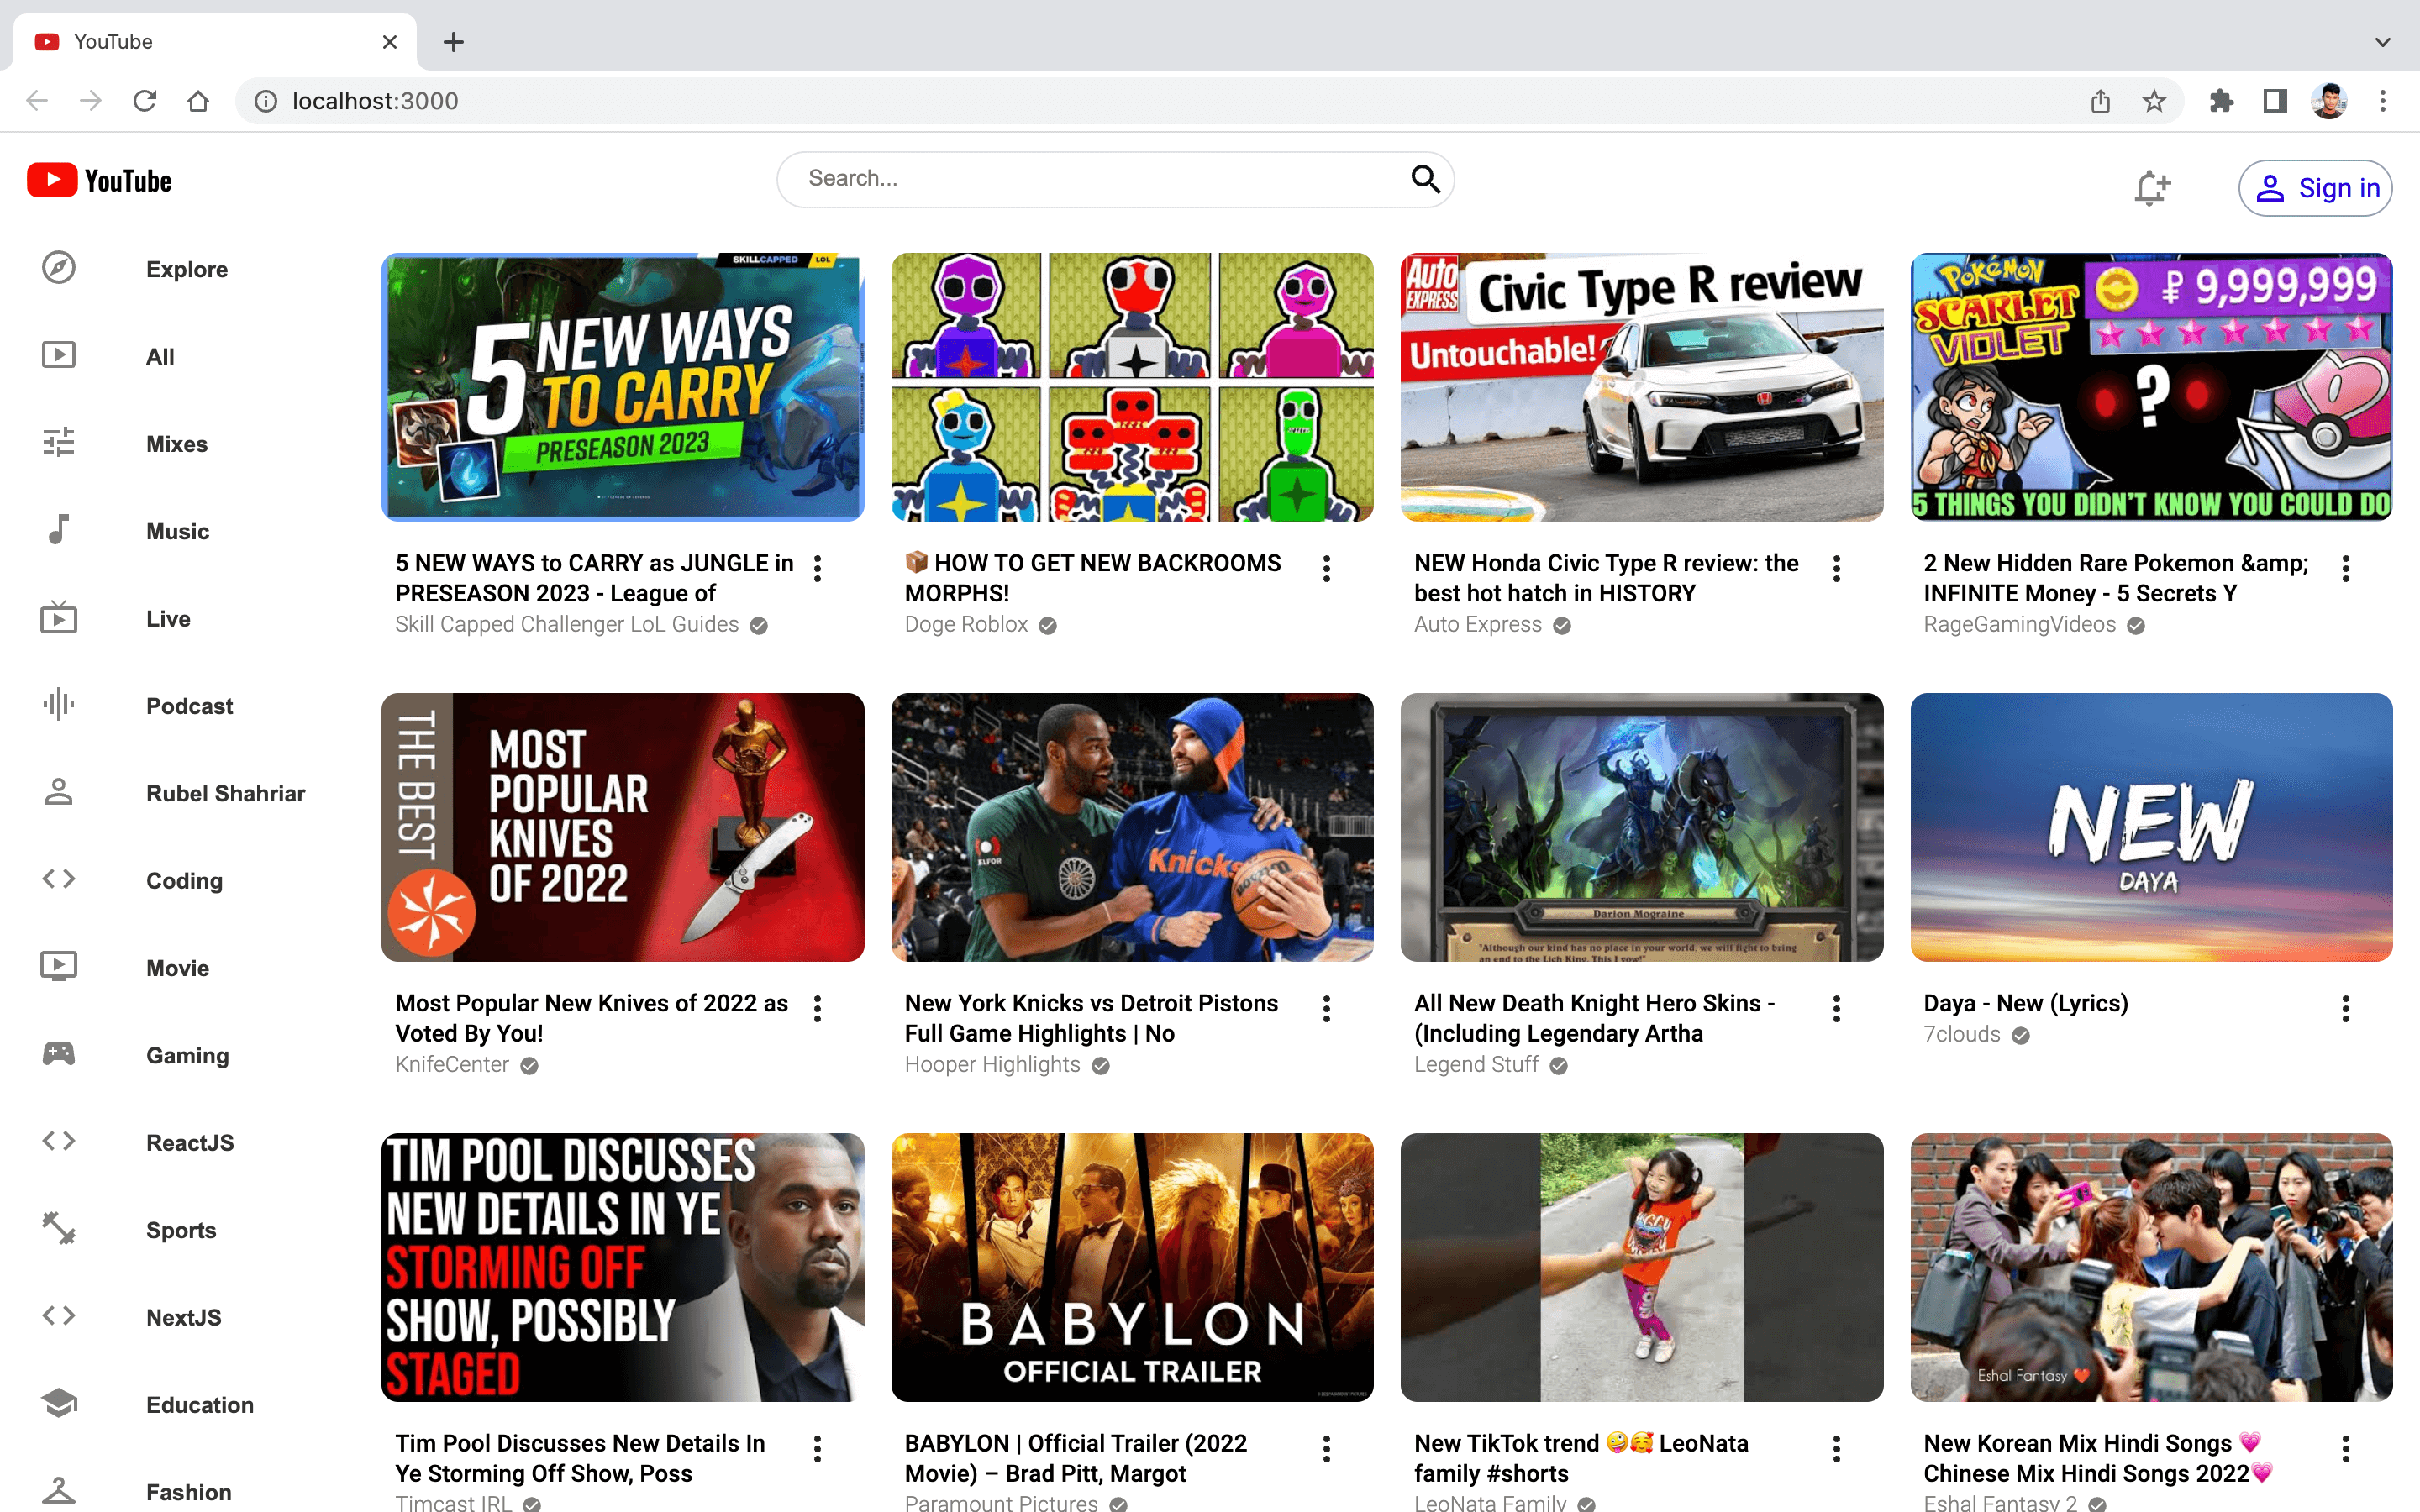 YouTube
localhost:3000
YouTube
Search...
Sign in
Explore
All
Mixes
Music
Live
Podcast
Rubel Shahriar
Coding
Movie
Gaming
ReactJS
Sports
NextJS
Education
Fashion
SKILLCAPPED LOL
5 NEW WAYS
TO CARRY
PRESEASON 2023
5 NEW WAYS to CARRY as JUNGLE in
PRESEASON 2023 - League of
Skill Capped Challenger LoL Guides
📦 HOW TO GET NEW BACKROOMS
MORPHS!
Doge Roblox
Auto
EXPRESS
Civic Type R review
Untouchable!
NEW Honda Civic Type R review: the
best hot hatch in HISTORY
Auto Express
POKéMON
SCARLET
VIOLET
₽ 9,999,999
?
5 THINGS YOU DIDN'T KNOW YOU COULD DO
2 New Hidden Rare Pokemon &amp;
INFINITE Money - 5 Secrets Y
RageGamingVideos
THE BEST
MOST
POPULAR
KNIVES
OF 2022
Most Popular New Knives of 2022 as
Voted By You!
KnifeCenter
ELFOR
Knicks
New York Knicks vs Detroit Pistons
Full Game Highlights | No
Hooper Highlights
Darion Mograine
"Although our kind has no place in your world, we will fight to bring
an end to the Lich King. This I vow!"
All New Death Knight Hero Skins -
(Including Legendary Artha
Legend Stuff
NEW
DAYA
Daya - New (Lyrics)
7clouds
TIM POOL DISCUSSES
NEW DETAILS IN YE
STORMING OFF
SHOW, POSSIBLY
STAGED
Tim Pool Discusses New Details In
Ye Storming Off Show, Poss
Timcast IRL
BABYLON
OFFICIAL TRAILER
BABYLON | Official Trailer (2022
Movie) – Brad Pitt, Margot
Paramount Pictures
New TikTok trend 🤪🥰 LeoNata
family #shorts
LeoNata Family
Eshal Fantasy ❤️
New Korean Mix Hindi Songs 💗
Chinese Mix Hindi Songs 2022💗
Eshal Fantasy 2